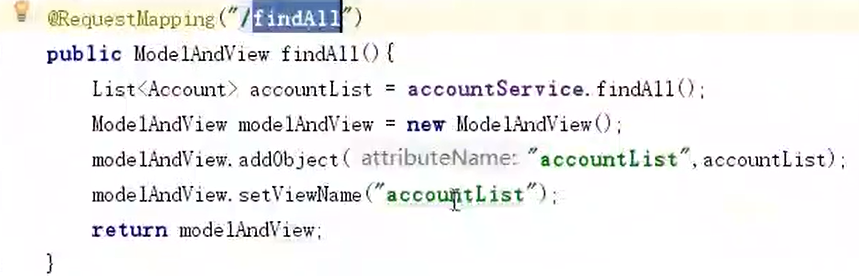 @RequestMapping("/findAll")
public ModelAndView findAll(){
List<Account> accountList = accountService.findAll();
ModelAndView modelAndView = new ModelAndView();
modelAndView.addObject( attributeName: "accountList",accountList);
modelAndView.setViewName("accountList");
return modelAndView;
}